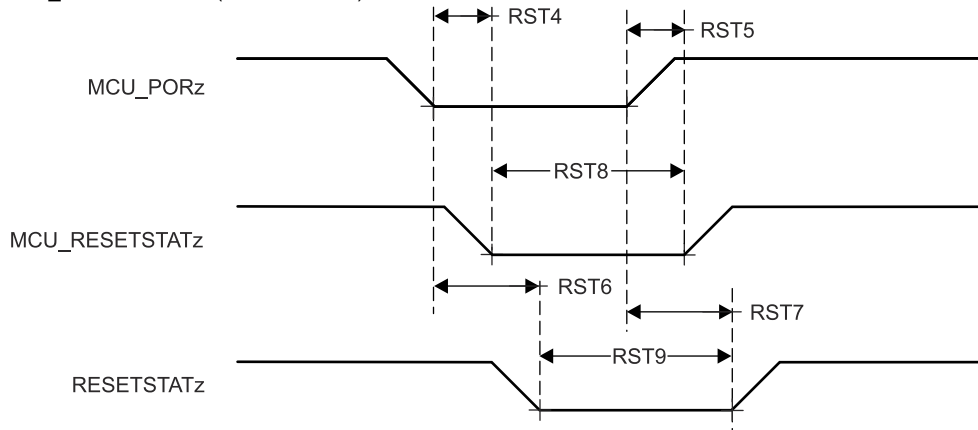 RST4
RST5
MCU_PORz
RST8
MCU_RESETSTATz
RST6
RST7
RST9
RESETSTATz